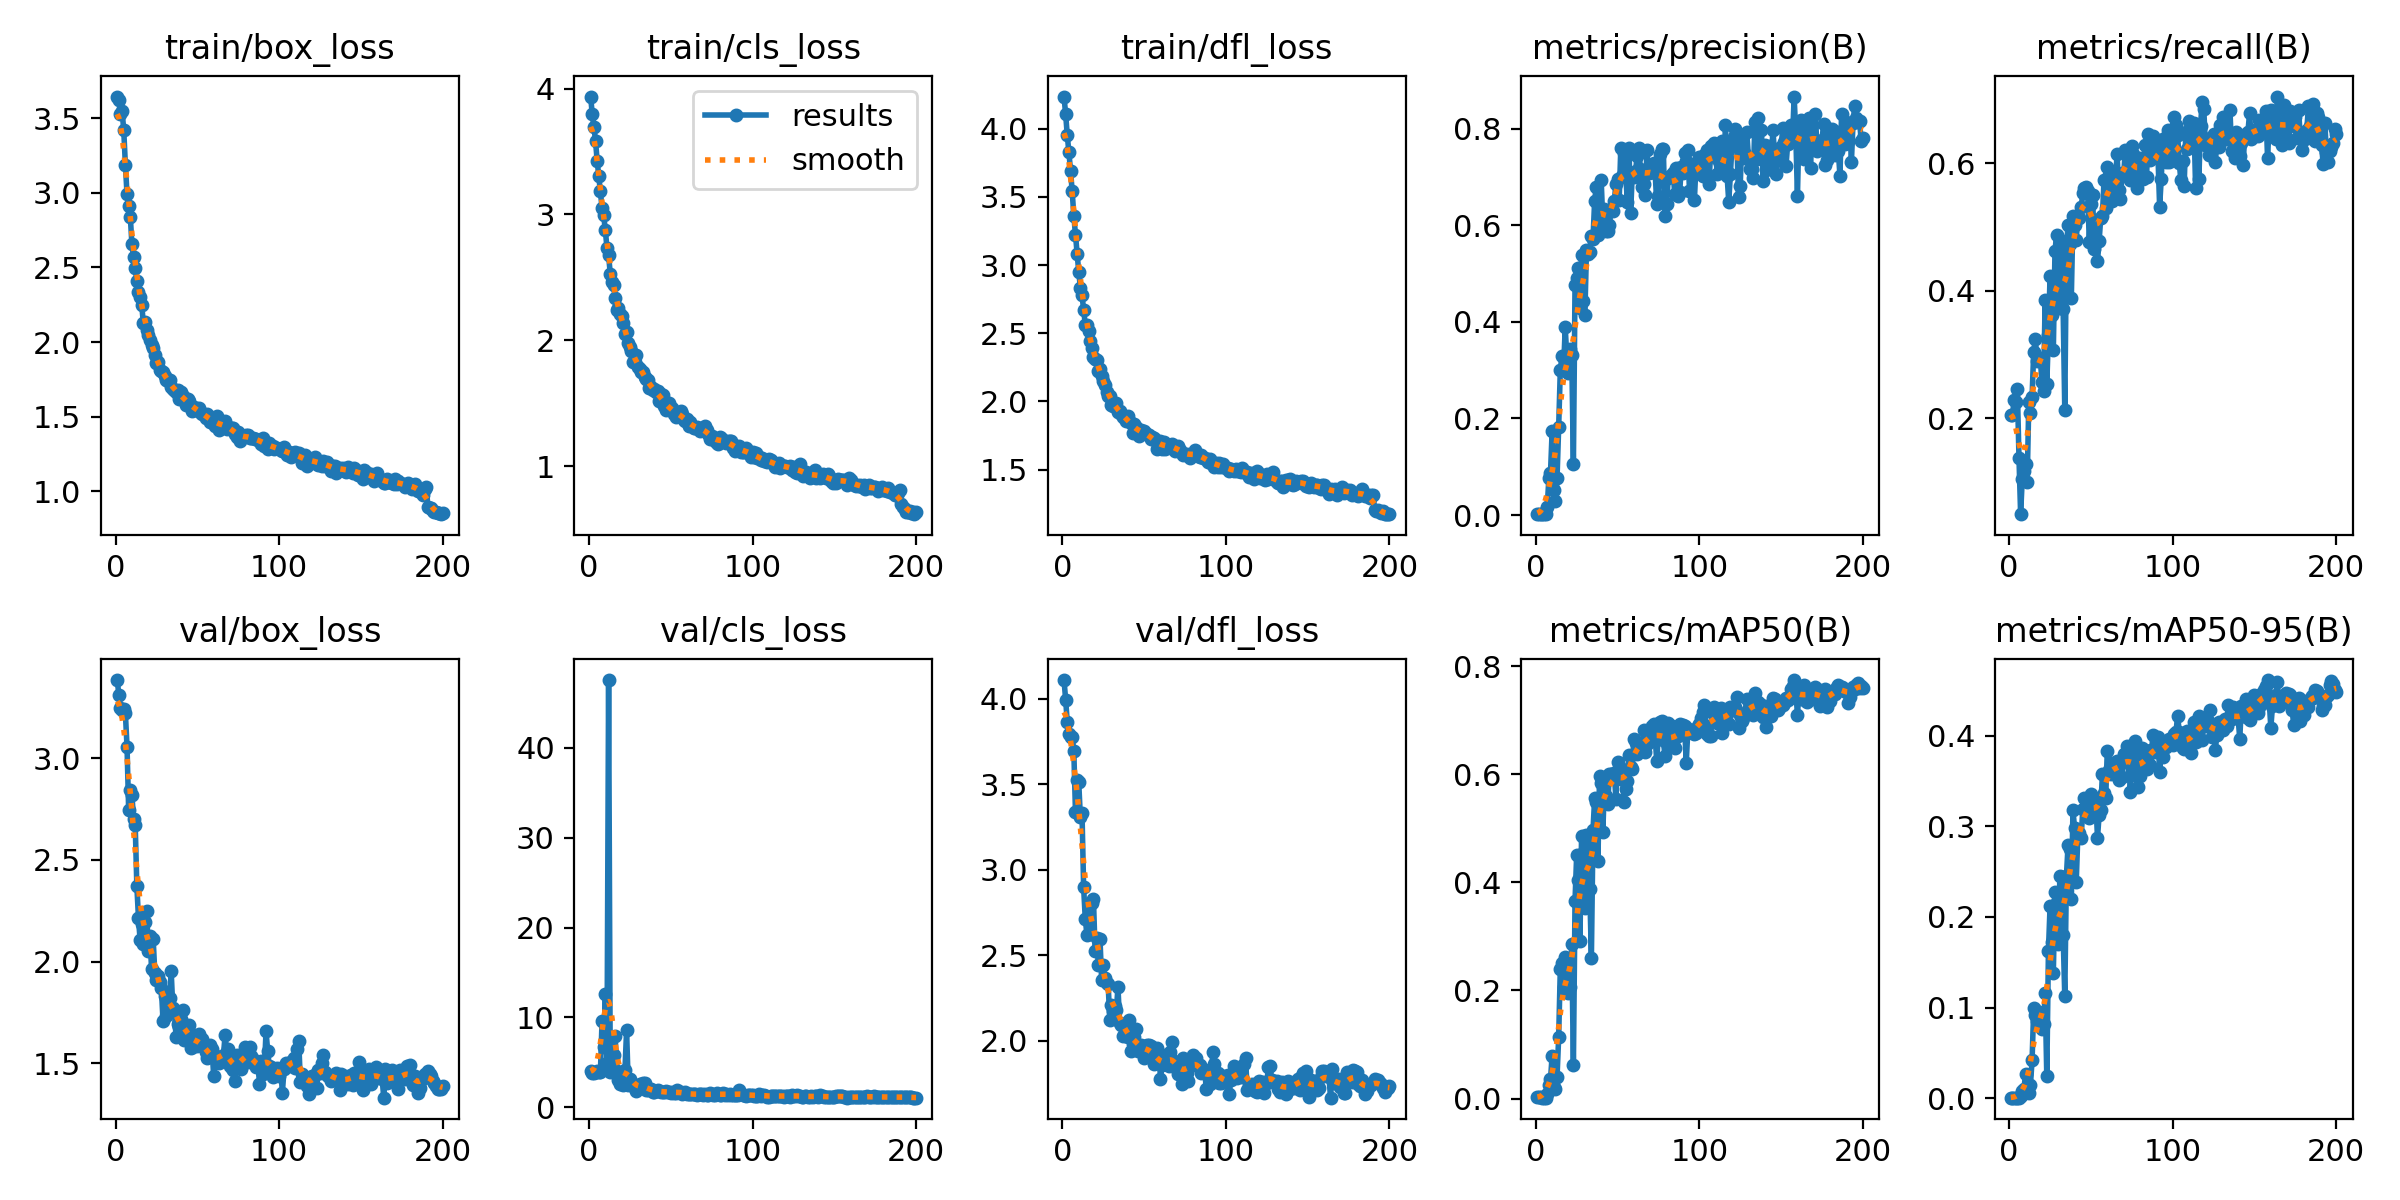 train/box_loss
3.5
3.0
2.5
2.0
1.5
1.0
0 100 200
train/cls_loss
results
smooth
4
3
2
1
0 100 200
train/dfl_loss
4.0
3.5
3.0
2.5
2.0
1.5
0 100 200
metrics/precision(B)
0.8
0.6
0.4
0.2
0.0
0 100 200
metrics/recall(B)
0.6
0.4
0.2
0 100 200
val/box_loss
3.0
2.5
2.0
1.5
0 100 200
val/cls_loss
40
30
20
10
0
0 100 200
val/dfl_loss
4.0
3.5
3.0
2.5
2.0
0 100 200
metrics/mAP50(B)
0.8
0.6
0.4
0.2
0.0
0 100 200
metrics/mAP50-95(B)
0.4
0.3
0.2
0.1
0.0
0 100 200